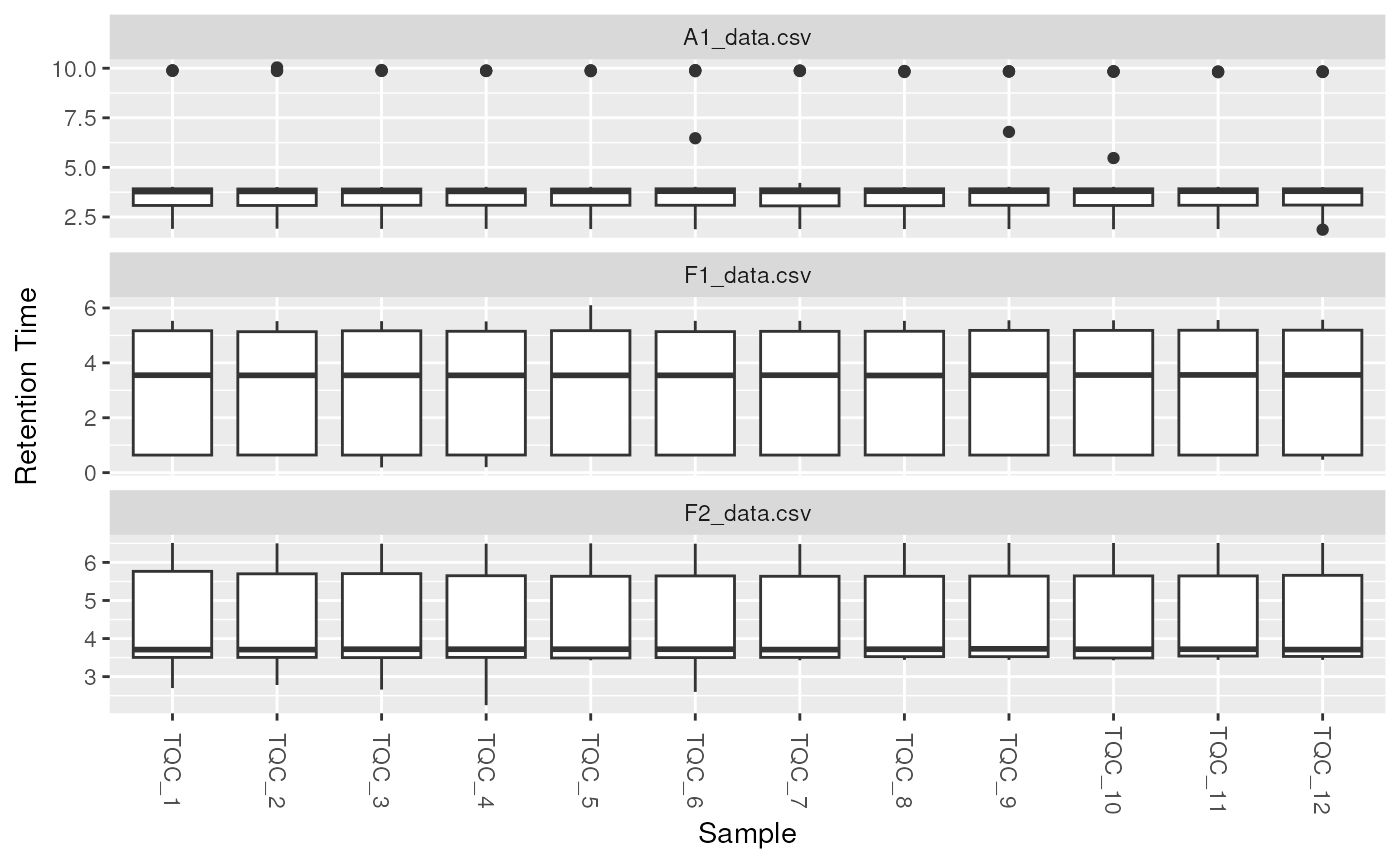 A1_data.csv
10.0
7.5
5.0
2.5
F1_data.csv
6
4
2
0
F2_data.csv
6
5
4
3
Retention Time
TQC_1
TQC_2
TQC_3
TQC_4
TQC_5
TQC_6
TQC_7
TQC_8
TQC_9
TQC_10
TQC_11
TQC_12
Sample